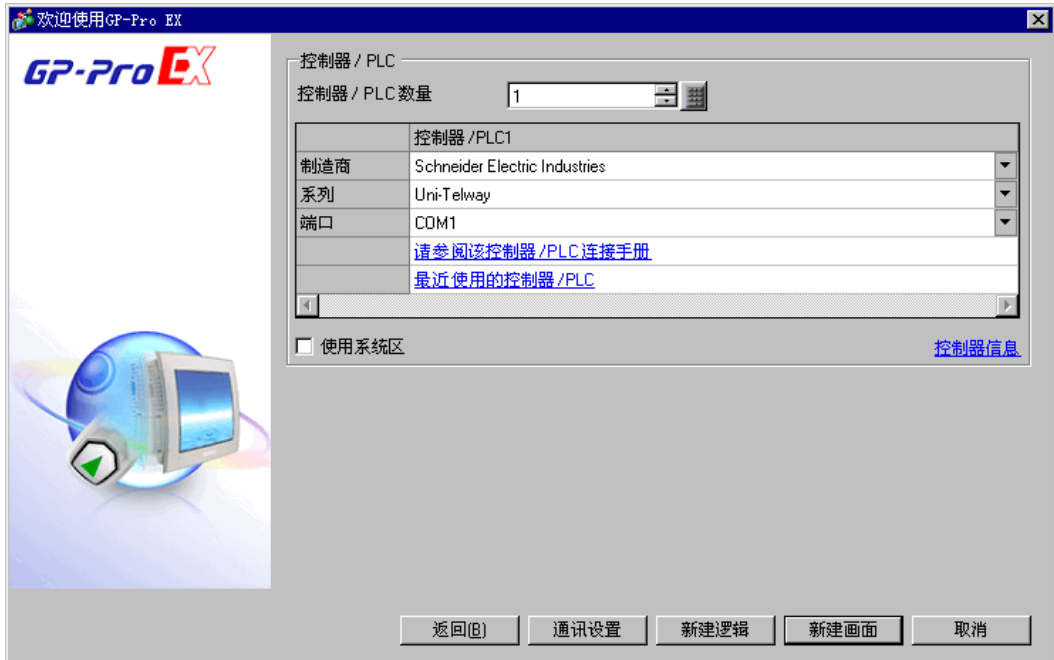 欢迎使用GP-Pro EX
GP-Pro EX
控制器 / PLC
控制器 / PLC 数量 1
控制器 /PLC1
制造商 Schneider Electric Industries
系列 Uni-Telway
端口 COM1
请参阅该控制器 /PLC 连接手册
最近使用的控制器 /PLC
使用系统区 控制器信息
返回(B) 通讯设置 新建逻辑 新建画面 取消